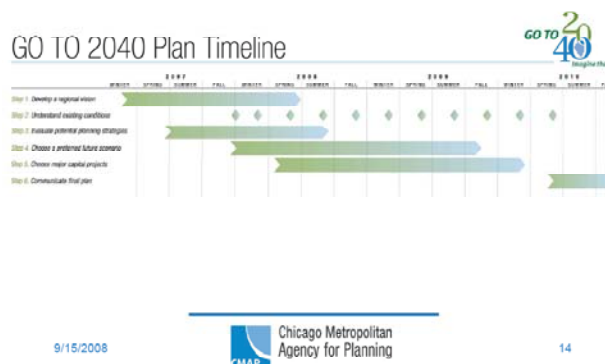 GO TO 2040 Plan Timeline
GO TO 2040
2007 2008 2009 2010
WINTER SPRING SUMMER FALL WINTER SPRING SUMMER FALL WINTER SPRING SUMMER FALL WINTER SPRING SUMMER
Step 1: Develop a regional vision
Step 2: Understand existing conditions
Step 3: Evaluate potential planning strategies
Step 4: Choose a preferred future scenario
Step 5: Choose major capital projects
Step 6: Communicate final plan
9/15/2008
CMAP
Chicago Metropolitan
Agency for Planning
14